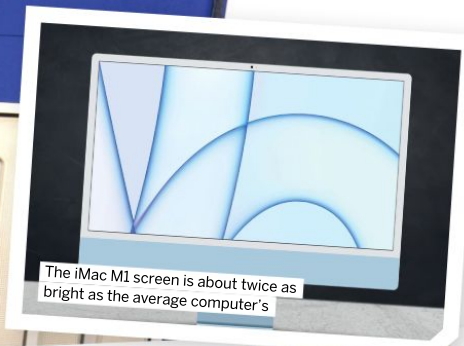 The iMac M1 screen is about twice as
bright as the average computer's